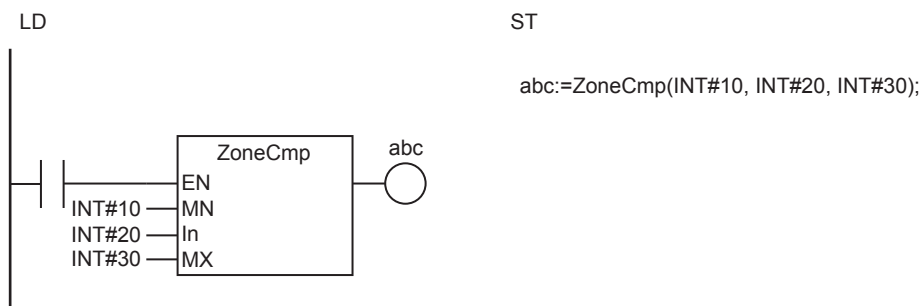 LD
ST
abc:=ZoneCmp(INT#10, INT#20, INT#30);
ZoneCmp
abc
EN
INT#10 MN
INT#20 In
INT#30 MX